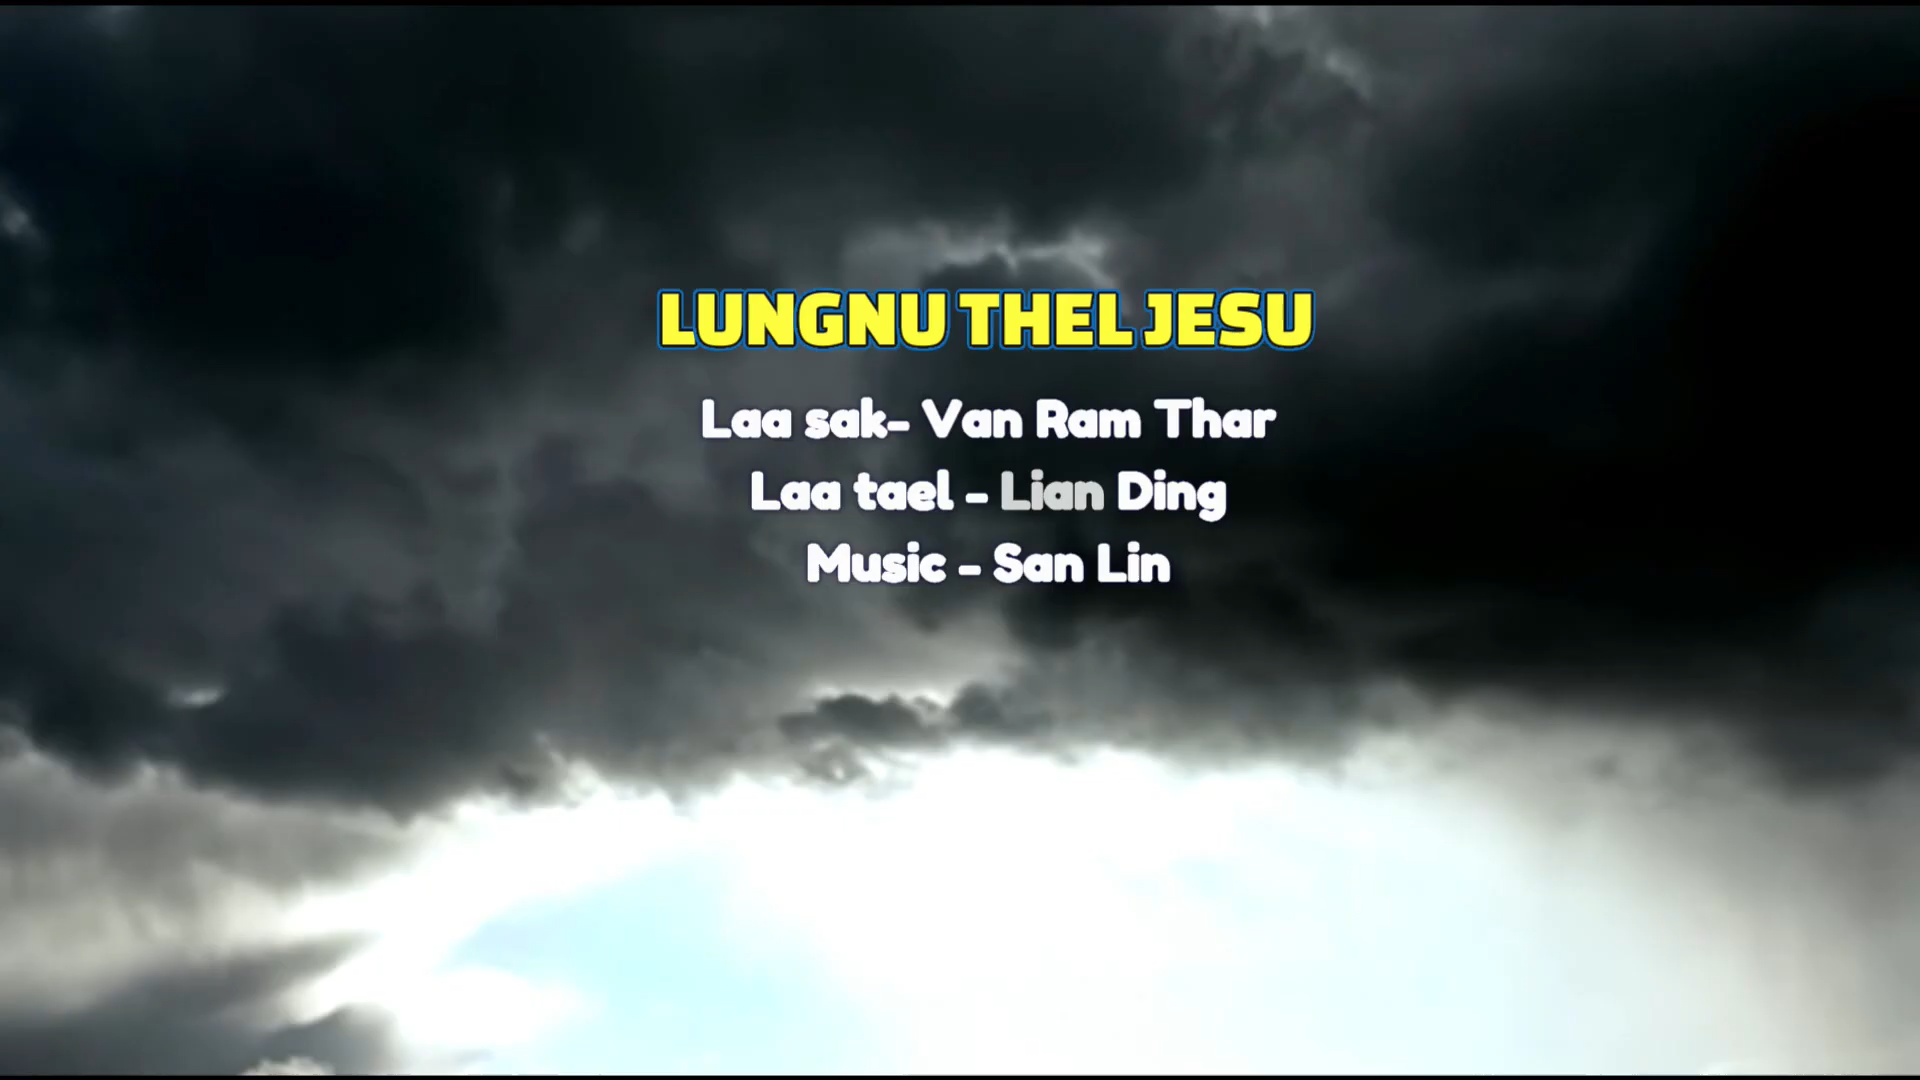 LUNGNU THEL JESU
Laa sak- Van Ram Thar
Laa tael - Lian Ding
Music - San Lin